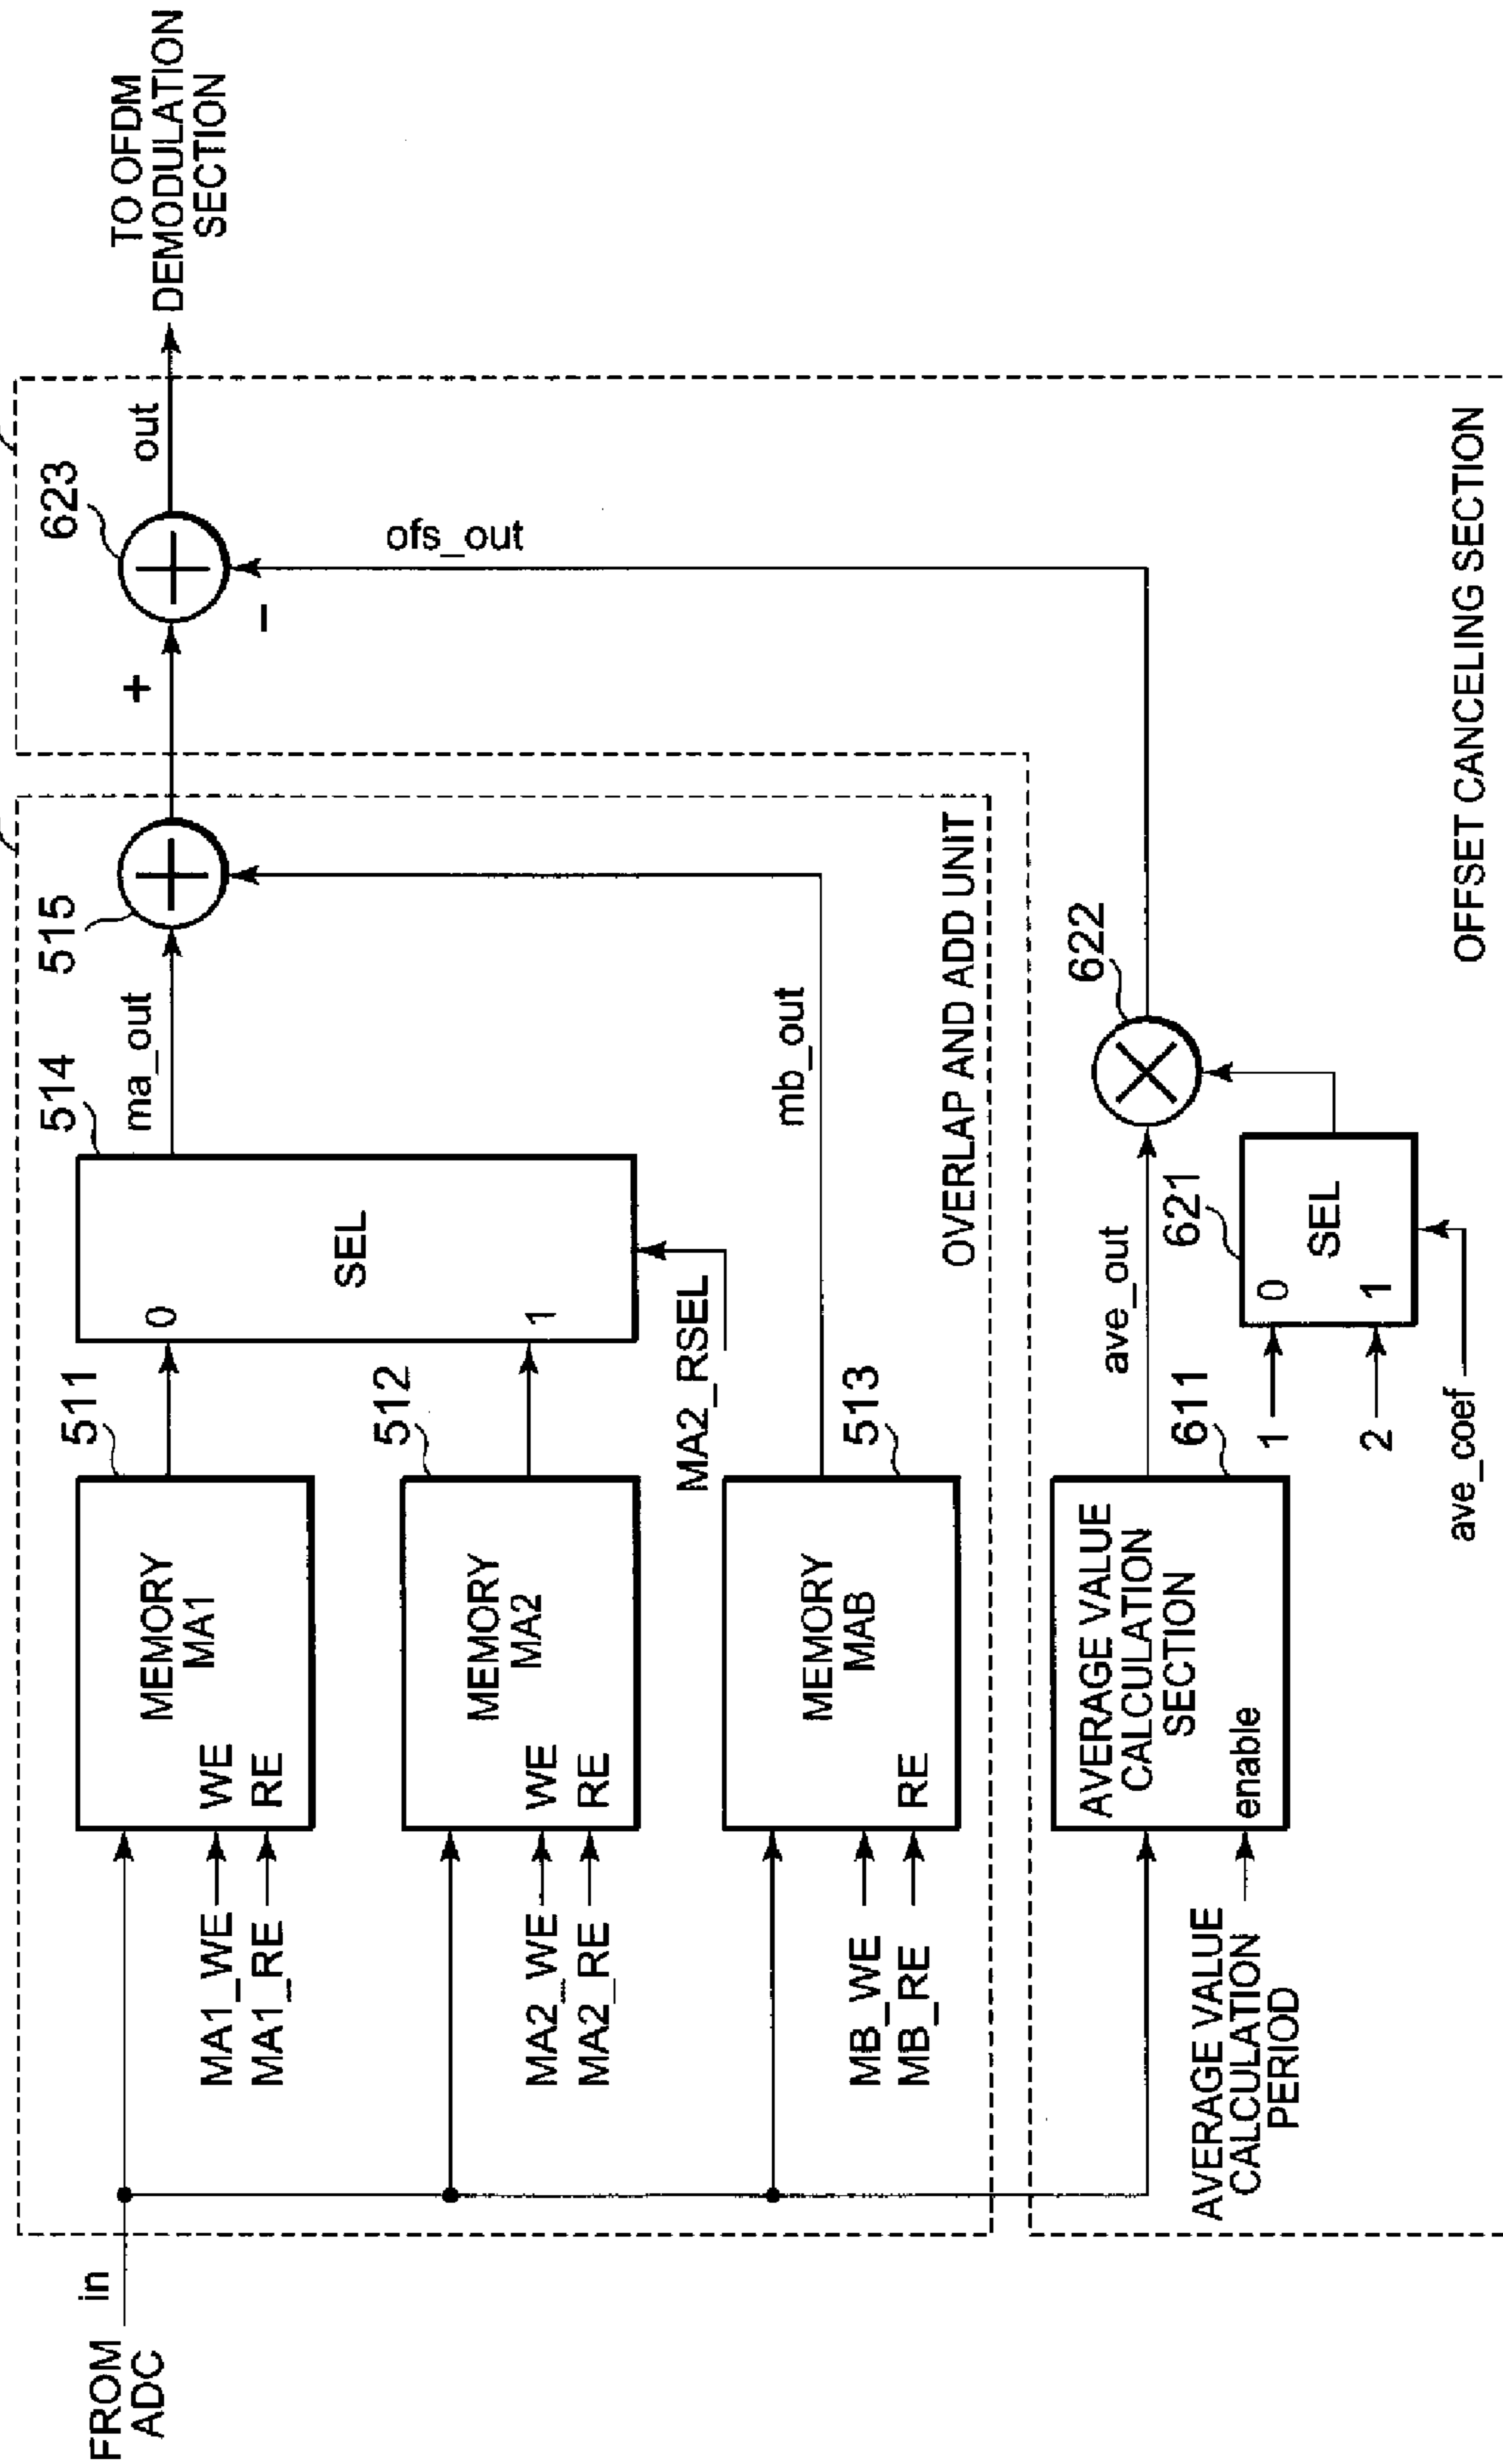 FROM
ADC
in
MA1_WE
MA1_RE
MEMORY
MA1
WE
RE
511
MA2_WE
MA2_RE
MEMORY
MA2
WE
RE
512
MB_WE
MB_RE
MEMORY
MAB
RE
513
0
1
SEL
514
MA2_RSEL
ma_out
mb_out
515
OVERLAP AND ADD UNIT
+
−
623
out
ofs_out
TO OFDM
DEMODULATION
SECTION
AVERAGE VALUE
CALCULATION
PERIOD
AVERAGE VALUE
CALCULATION
SECTION
enable
611
ave_out
1
2
0
1
SEL
621
ave_coef
622
OFFSET CANCELING SECTION